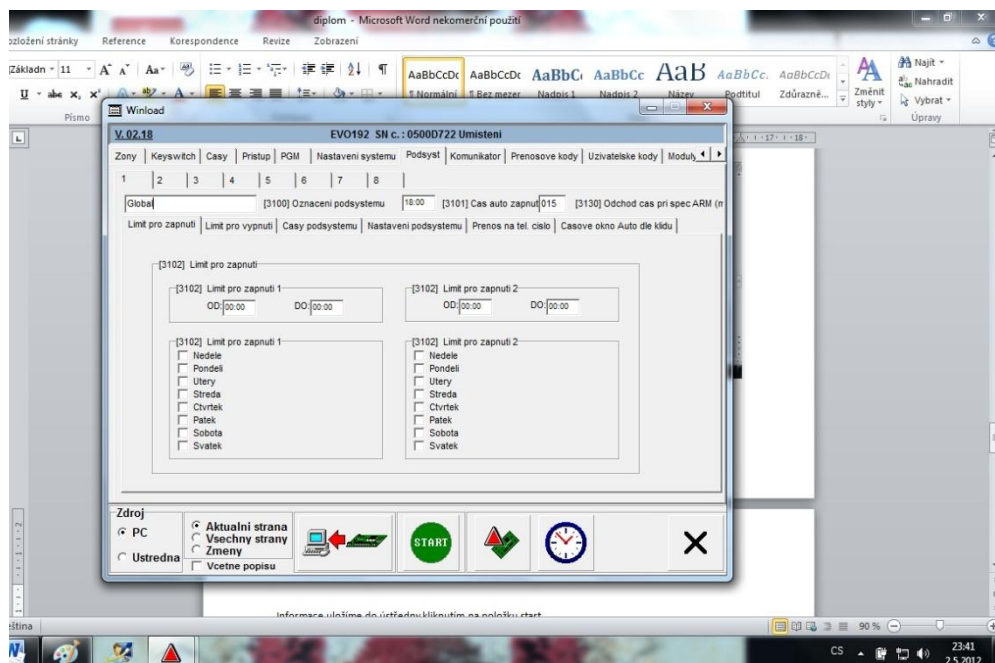 diplom - Microsoft Word nekomerční použití
ozložení stránky Reference Korespondence Revize Zobrazení
Základn 11 Aa AaBbCcDc AaBbCcDc AaBbC AaBbCc AaB AaBbCc. AaBbCcDc Najít
Nahradit
U abc x, x' A ¶ Normální ¶ Bez mezer Nadpis 1 Nadpis 2 Název Podtitul Zdůrazně... Změnit styly Vybrat
Písmo Úpravy
Winload
V. 02.18 EVO192 SN c. : 0500D722 Umisteni
17 18
Zony Keyswitch Casy Pristup PGM Nastaveni systemu Podsyst Komunikator Prenosove kody Uzivatelske kody Moduly
1 2 3 4 5 6 7 8
Global [3100] Oznaceni podsystemu 18:00 [3101] Cas auto zapnut 015 [3130] Odchod cas pri spec ARM (m
Limit pro zapnuti Limit pro vypnuti Casy podsystemu Nastaveni podsystemu Prenos na tel. cislo Casove okno Auto dle klidu
[3102] Limit pro zapnuti
[3102] Limit pro zapnuti 1 [3102] Limit pro zapnuti 2
OD: 00:00 DO: 00:00 OD: 00:00 DO: 00:00
[3102] Limit pro zapnuti 1 [3102] Limit pro zapnuti 2
Nedele Nedele
Pondeli Pondeli
Utery Utery
Streda Streda
Ctvrtek Ctvrtek
Patek Patek
Sobota Sobota
Svatek Svatek
Zdroj
PC Aktualni strana
Vsechny strany
Ustredna Zmeny
Vcetne popisu
START
Informace uložíme do ústředny kliknutím na položku start
eština 90 %
CS 23:41
2.5.2012